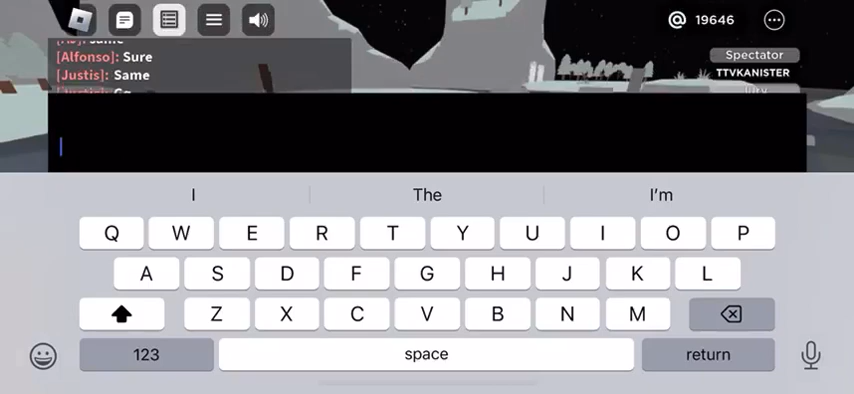 19646
[Alfonso]: Sure
[Justis]: Same
Spectator
TTVKANISTER
I The I'm
Q W E R T Y U I O P
A S D F G H J K L
Z X C V B N M
123 space return